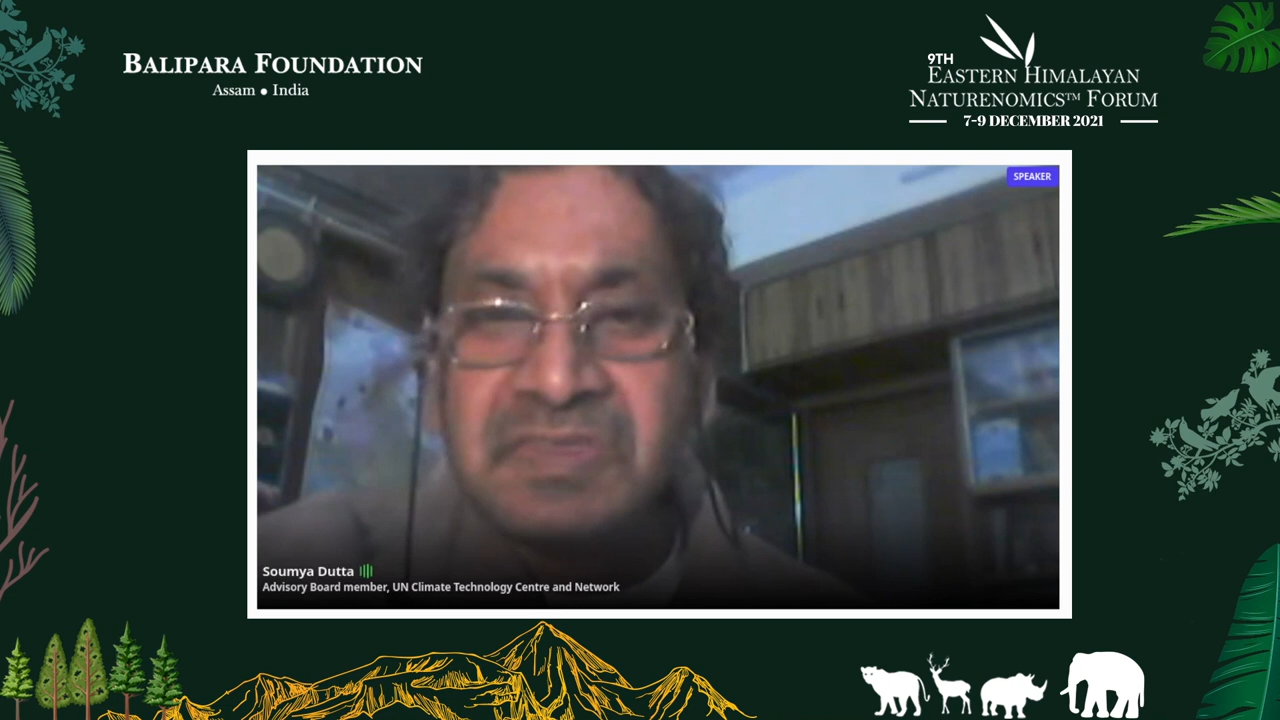 BALIPARA FOUNDATION
Assam ● India
9TH
EASTERN HIMALAYAN
NATURENOMICS™ FORUM
7-9 DECEMBER 2021
SPEAKER
Soumya Dutta
Advisory Board member, UN Climate Technology Centre and Network